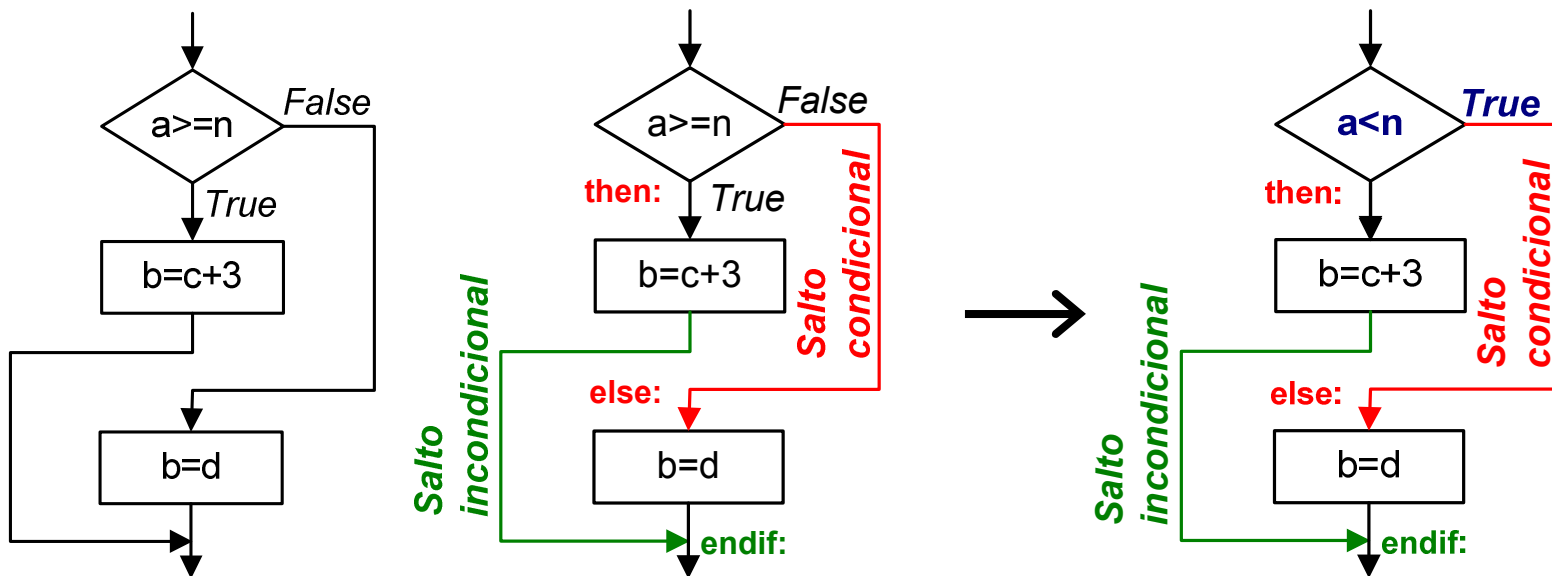 a>=n
False
True
b=c+3
b=d
a>=n
False
then:
True
b=c+3
Salto
condicional
Salto
incondicional
else:
b=d
endif:
a<n
True
then:
b=c+3
Salto
condicional
Salto
incondicional
else:
b=d
endif: